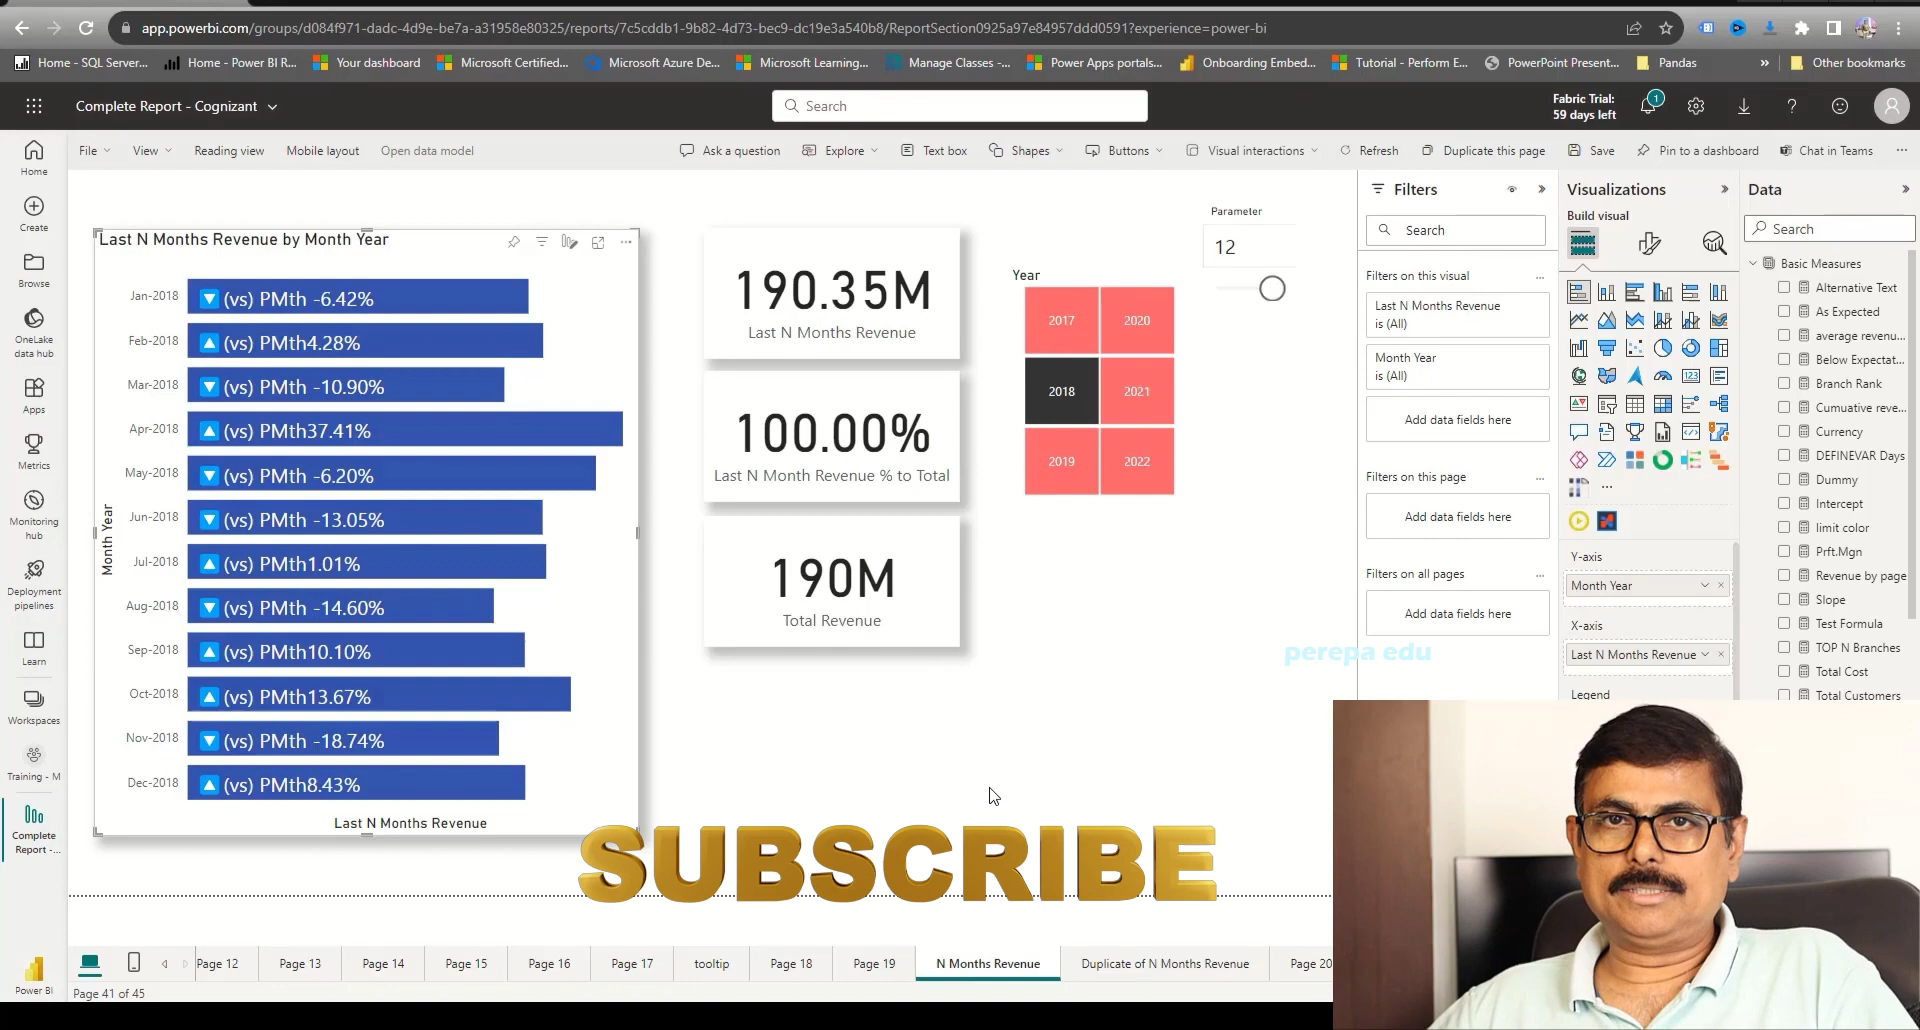 app.powerbi.com/groups/d084f971-dadc-4d9e-be7a-a31958e80325/reports/7c5cddb1-9b82-4d73-bec9-dc19e3a540b8/ReportSection0925a97e84957ddd0591?experience=power-bi
Home - SQL Server... Home - Power BI R... Your dashboard Microsoft Certified... Microsoft Azure De... Microsoft Learning... Manage Classes -... Power Apps portals... Onboarding Embed... Tutorial - Perform E... PowerPoint Present... Pandas » Other bookmarks
Complete Report - Cognizant
Search
Fabric Trial:
59 days left
1
?
File View Reading view Mobile layout Open data model
Ask a question Explore Text box Shapes Buttons Visual interactions Refresh Duplicate this page Save Pin to a dashboard Chat in Teams ...
Home
Create
Browse
OneLake
data hub
Apps
Metrics
Monitoring
hub
Deployment
pipelines
Learn
Workspaces
Training - M
Complete
Report -...
Power BI
Last N Months Revenue by Month Year
Month Year
Jan-2018 (vs) PMth -6.42%
Feb-2018 (vs) PMth4.28%
Mar-2018 (vs) PMth -10.90%
Apr-2018 (vs) PMth37.41%
May-2018 (vs) PMth -6.20%
Jun-2018 (vs) PMth -13.05%
Jul-2018 (vs) PMth1.01%
Aug-2018 (vs) PMth -14.60%
Sep-2018 (vs) PMth10.10%
Oct-2018 (vs) PMth13.67%
Nov-2018 (vs) PMth -18.74%
Dec-2018 (vs) PMth8.43%
Last N Months Revenue
190.35M
Last N Months Revenue
100.00%
Last N Month Revenue % to Total
190M
Total Revenue
Parameter
12
Year
2017 2020
2018 2021
2019 2022
perepa edu
SUBSCRIBE
Filters
Search
Filters on this visual ...
Last N Months Revenue
is (All)
Month Year
is (All)
Add data fields here
Filters on this page ...
Add data fields here
Filters on all pages ...
Add data fields here
Visualizations »
Build visual
123
...
Y-axis
Month Year
X-axis
Last N Months Revenue
Legend
Data »
Search
Basic Measures
Alternative Text
As Expected
average revenu...
Below Expectat...
Branch Rank
Cumuative reve...
Currency
DEFINEVAR Days
Dummy
Intercept
limit color
Prft.Mgn
Revenue by page
Slope
Test Formula
TOP N Branches
Total Cost
Total Customers
Page 12 Page 13 Page 14 Page 15 Page 16 Page 17 tooltip Page 18 Page 19 N Months Revenue Duplicate of N Months Revenue Page 20
Page 41 of 45